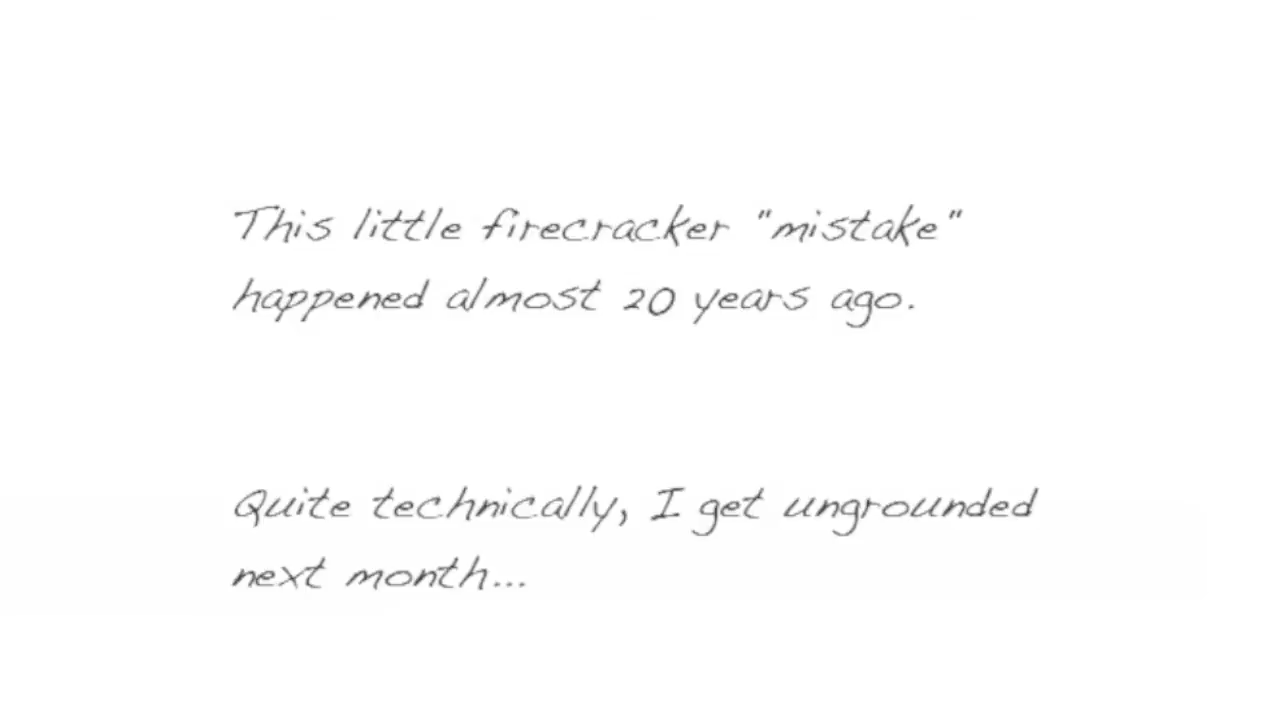 This little firecracker "mistake"
happened almost 20 years ago.
Quite technically, I get ungrounded
next month...